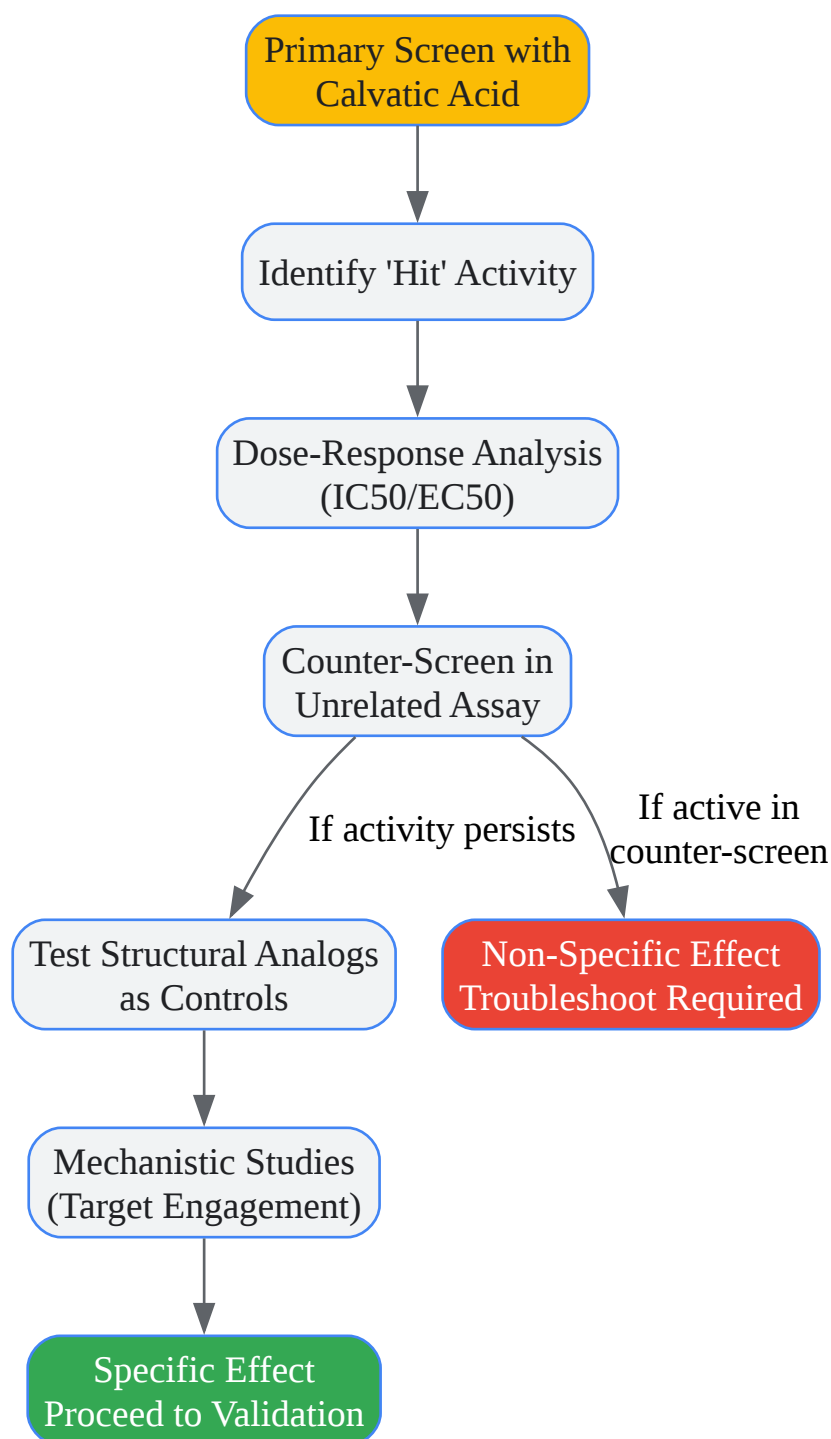 Primary Screen with
Calvatic Acid
Identify 'Hit' Activity
Dose-Response Analysis
(IC50/EC50)
Counter-Screen in
Unrelated Assay
If activity persists
If active in
counter-screen
Test Structural Analogs
as Controls
Non-Specific Effect
Troubleshoot Required
Mechanistic Studies
(Target Engagement)
Specific Effect
Proceed to Validation